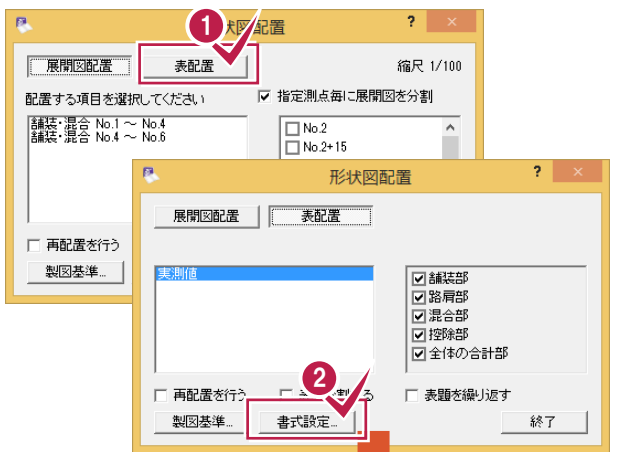 1
状図配置
?
×
展開図配置
表配置
縮尺 1/100
配置する項目を選択してください
指定測点毎に展開図を分割
舗装・混合 No.1 ～ No.4
舗装・混合 No.4 ～ No.6
No.2
No.2+15
再配置を行う
製図基準...
形状図配置
?
×
展開図配置
表配置
実測値
舗装部
路肩部
混合部
控除部
全体の合計部
2
再配置を行う
る
表題を繰り返す
製図基準...
書式設定...
終了